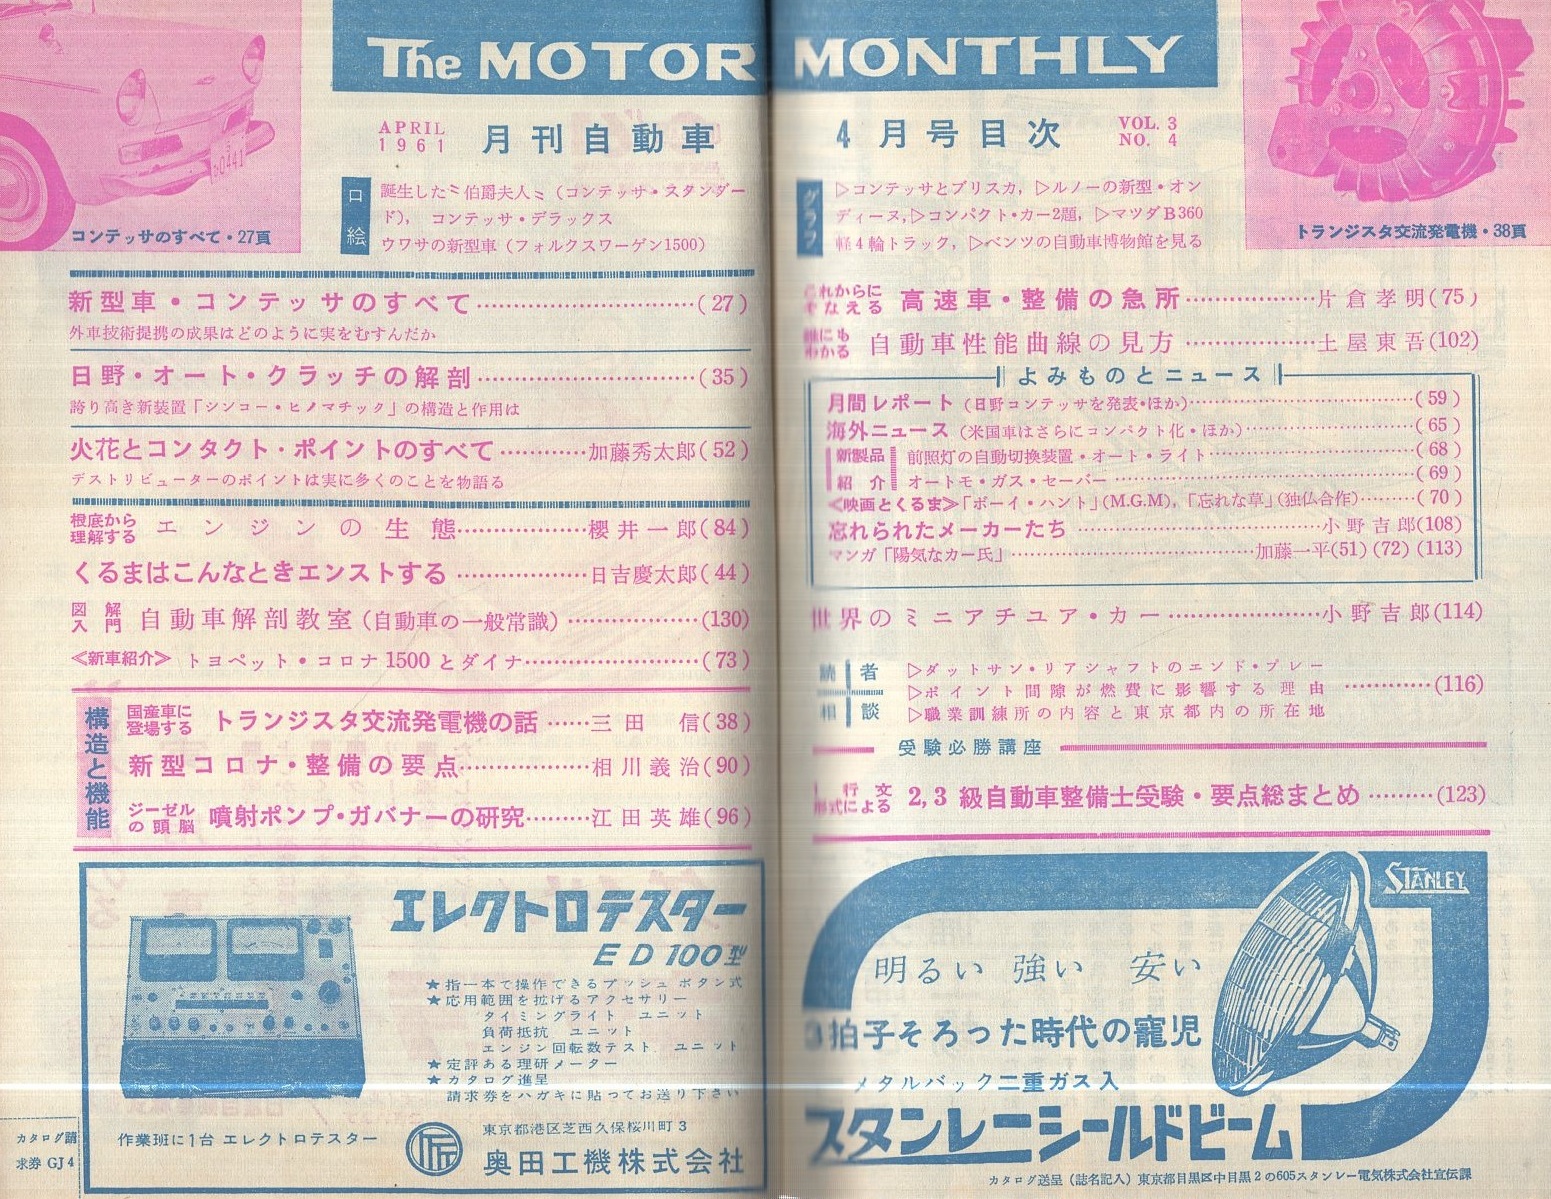 The MOTOR MONTHLY
APRIL 1961
月刊自動車
4月号目次
VOL. 3
NO. 4
コンテッサのすべて・27頁
トランジスタ交流発電機・38頁
口絵
誕生した〝伯爵夫人〟(コンテッサ・スタンダー
ド), コンテッサ・デラックス
ウワサの新型車(フォルクスワーゲン1500)
グラフ
▷コンテッサとブリスカ, ▷ルノーの新型・オン
ディーヌ, ▷コンパクト・カー2題, ▷マツダB360
軽4輪トラック, ▷ベンツの自動車博物館を見る
新型車・コンテッサのすべて……(27)
外車技術提携の成果はどのように実をむすんだか
日野・オート・クラッチの解剖……(35)
誇り高き新装置「シンコー・ヒノマチック」の構造と作用は
火花とコンタクト・ポイントのすべて……加藤秀太郎(52)
デストリビューターのポイントは実に多くのことを物語る
根底から理解する エンジンの生態……櫻井一郎(84)
くるまはこんなときエンストする……日吉慶太郎(44)
図解入門 自動車解剖教室(自動車の一般常識)……(130)
≪新車紹介≫ トヨペット・コロナ1500とダイナ……(73)
構造と機能
国産車に登場する トランジスタ交流発電機の話……三田 信(38)
新型コロナ・整備の要点……相川義治(90)
ジーゼルの頭脳 噴射ポンプ・ガバナーの研究……江田英雄(96)
これからにそなえる 高速車・整備の急所……片倉孝明(75)
誰にもわかる 自動車性能曲線の見方……土屋東吾(102)
よみものとニュース
月間レポート(日野コンテッサを発表・ほか)……(59)
海外ニュース(米国車はさらにコンパクト化・ほか)……(65)
新製品紹介 前照灯の自動切換装置・オート・ライト……(68)
オートモ・ガス・セーバー……(69)
≪映画とくるま≫「ボーイ・ハント」(M.G.M),「忘れな草」(独仏合作)……(70)
忘れられたメーカーたち……小野吉郎(108)
マンガ「陽気なカー氏」……加藤一平(51)(72)(113)
世界のミニアチュア・カー……小野吉郎(114)
読者相談
▷ダットサン・リアシャフトのエンド・プレー
▷ポイント間隙が燃費に影響する理由……(116)
▷職業訓練所の内容と東京都内の所在地
受験必勝講座
1行文形式による 2,3級自動車整備士受験・要点総まとめ……(123)
エレクトロテスター
ED100型
★指一本で操作できるプッシュボタン式
★応用範囲を拡げるアクセサリー
タイミングライト ユニット
負荷抵抗 ユニット
エンジン回転数テスト ユニット
★定評ある理研メーター
★カタログ進呈
請求券をハガキに貼ってお送り下さい
作業班に1台 エレクトロテスター
東京都港区芝西久保桜川町3
奥田工機株式会社
カタログ請
求券 GJ4
STANLEY
明るい 強い 安い
3拍子そろった時代の寵児
メタルバック二重ガス入
スタンレーシールドビーム
カタログ送呈(誌名記入)東京都目黒区中目黒2の605スタンレー電気株式会社宣伝課